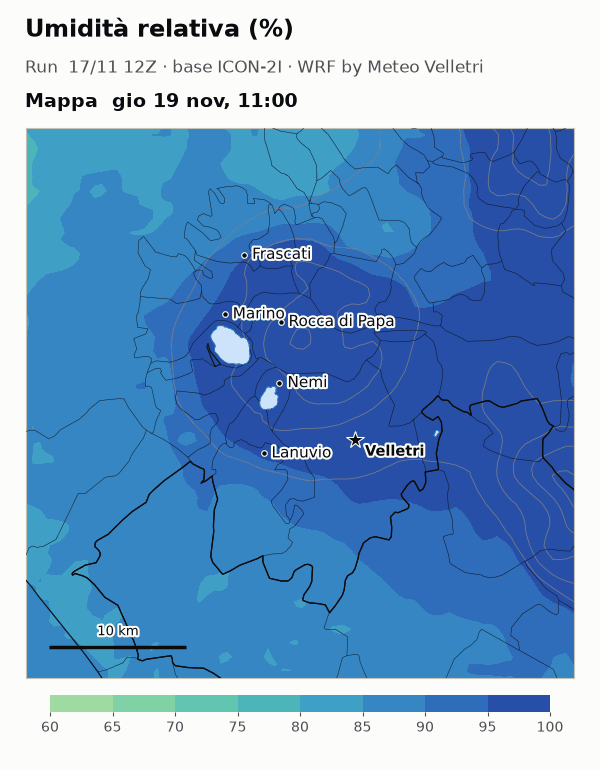 Umidità relativa (%)
Run  17/11 12Z · base ICON-2I · WRF by Meteo Velletri
Mappa  gio 19 nov, 11:00
Frascati
Marino
Rocca di Papa
Nemi
Lanuvio
Velletri
10 km
60 65 70 75 80 85 90 95 100